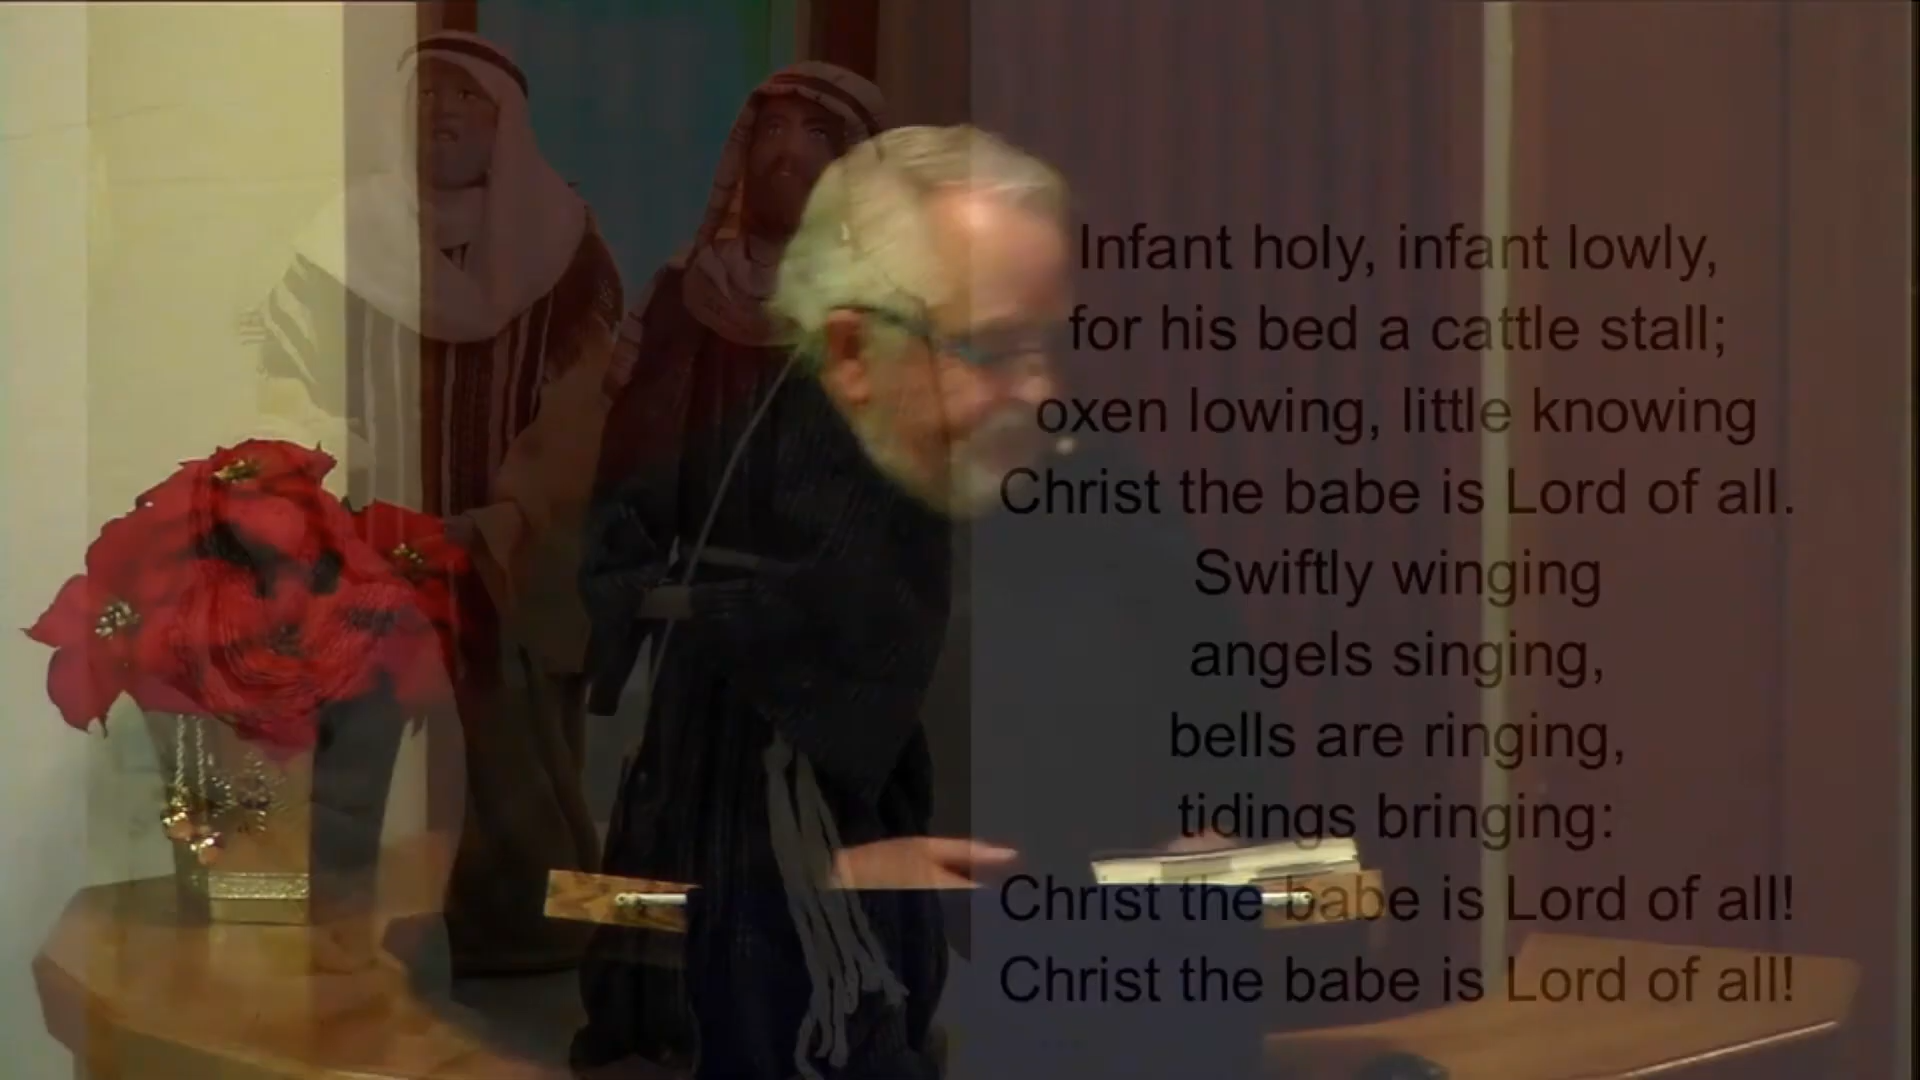 Infant holy, infant lowly,
for his bed a cattle stall;
oxen lowing, little knowing
Christ the babe is Lord of all.
Swiftly winging
angels singing,
bells are ringing,
tidings bringing:
Christ the babe is Lord of all!
Christ the babe is Lord of all!